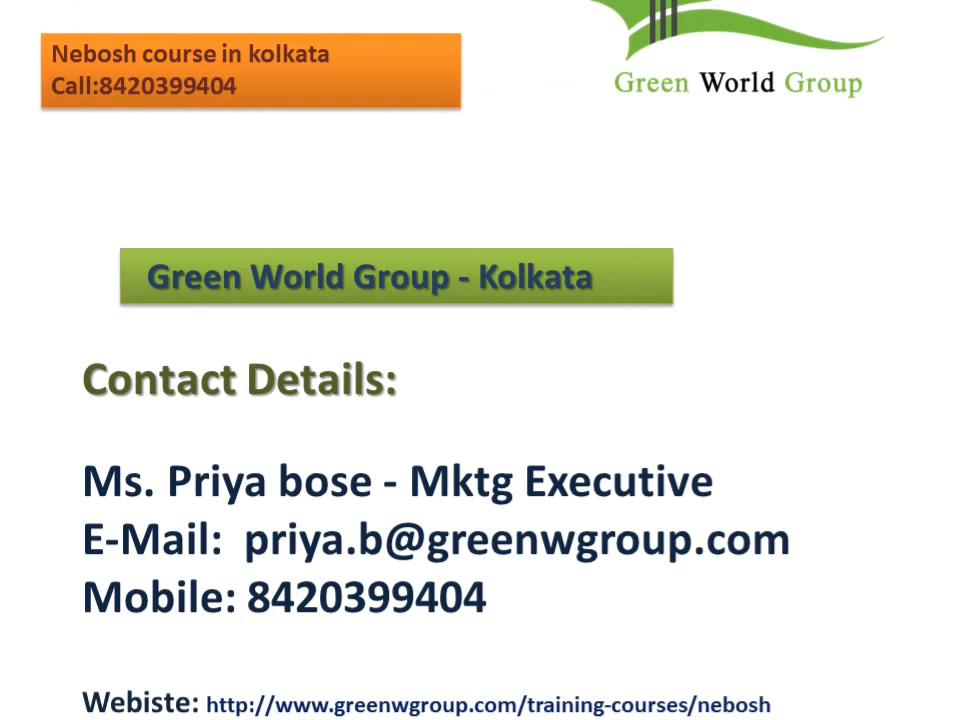 Nebosh course in kolkata
Call:8420399404
Green World Group
Green World Group - Kolkata
Contact Details:
Ms. Priya bose - Mktg Executive
E-Mail: priya.b@greenwgroup.com
Mobile: 8420399404
Webiste: http://www.greenwgroup.com/training-courses/nebosh